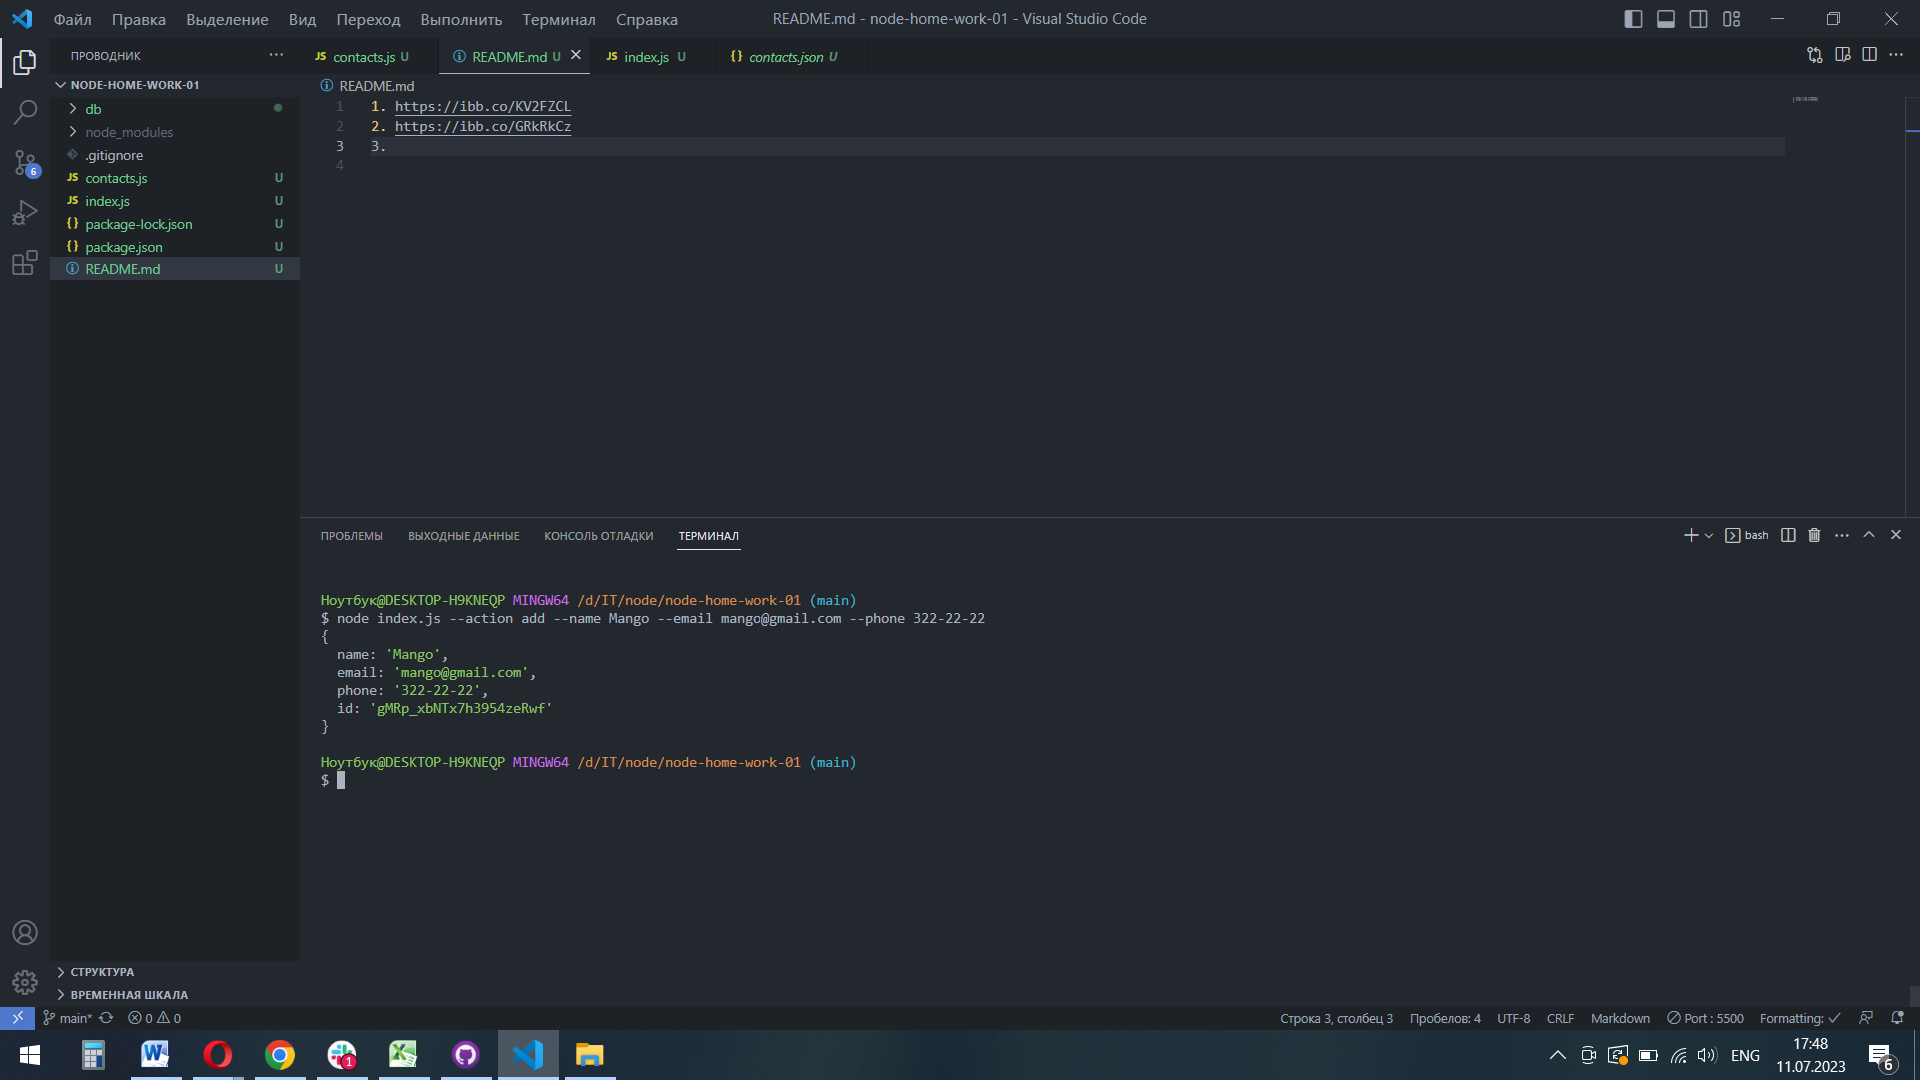 Файл Правка Выделение Вид Переход Выполнить Терминал Справка README.md - node-home-work-01 - Visual Studio Code
ПРОВОДНИК
JS contacts.js U README.md U JS index.js U {} contacts.json U
NODE-HOME-WORK-01
README.md
db
node_modules
.gitignore
JS contacts.js U
JS index.js U
{} package-lock.json U
{} package.json U
README.md U
6
1 1. https://ibb.co/KV2FZCL
2 2. https://ibb.co/GRkRkCz
3 3.
4
ПРОБЛЕМЫ ВЫХОДНЫЕ ДАННЫЕ КОНСОЛЬ ОТЛАДКИ ТЕРМИНАЛ bash
Ноутбук@DESKTOP-H9KNEQP MINGW64 /d/IT/node/node-home-work-01 (main)
$ node index.js --action add --name Mango --email mango@gmail.com --phone 322-22-22
{
name: 'Mango',
email: 'mango@gmail.com',
phone: '322-22-22',
id: 'gMRp_xbNTx7h3954zeRwf'
}
Ноутбук@DESKTOP-H9KNEQP MINGW64 /d/IT/node/node-home-work-01 (main)
$
СТРУКТУРА
ВРЕМЕННАЯ ШКАЛА
main* 0 0 Строка 3, столбец 3 Пробелов: 4 UTF-8 CRLF Markdown Port : 5500 Formatting:
1
ENG
17:48
11.07.2023
6